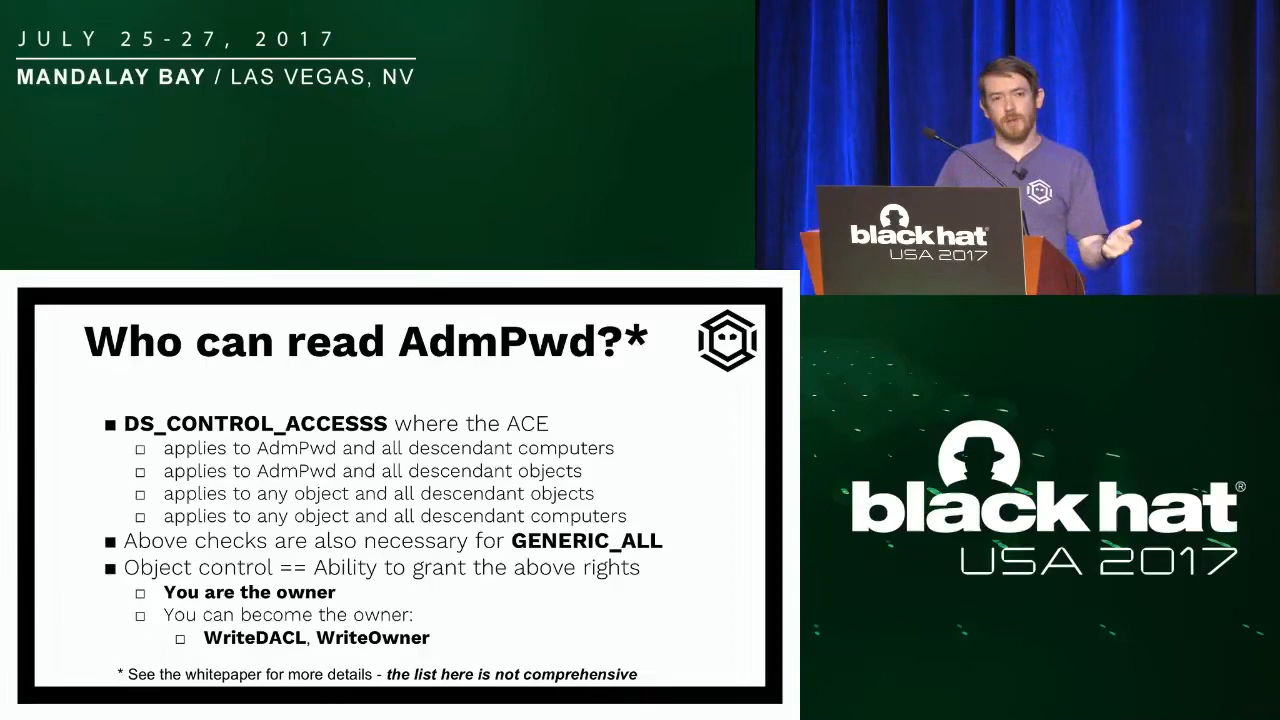 JULY 25-27, 2017
MANDALAY BAY / LAS VEGAS, NV
black hat
USA 2017
Who can read AdmPwd?*
■ DS_CONTROL_ACCESSS where the ACE
□ applies to AdmPwd and all descendant computers
□ applies to AdmPwd and all descendant objects
□ applies to any object and all descendant objects
□ applies to any object and all descendant computers
■ Above checks are also necessary for GENERIC_ALL
■ Object control == Ability to grant the above rights
□ You are the owner
□ You can become the owner:
□ WriteDACL, WriteOwner
* See the whitepaper for more details - the list here is not comprehensive
black hat®
USA 2017